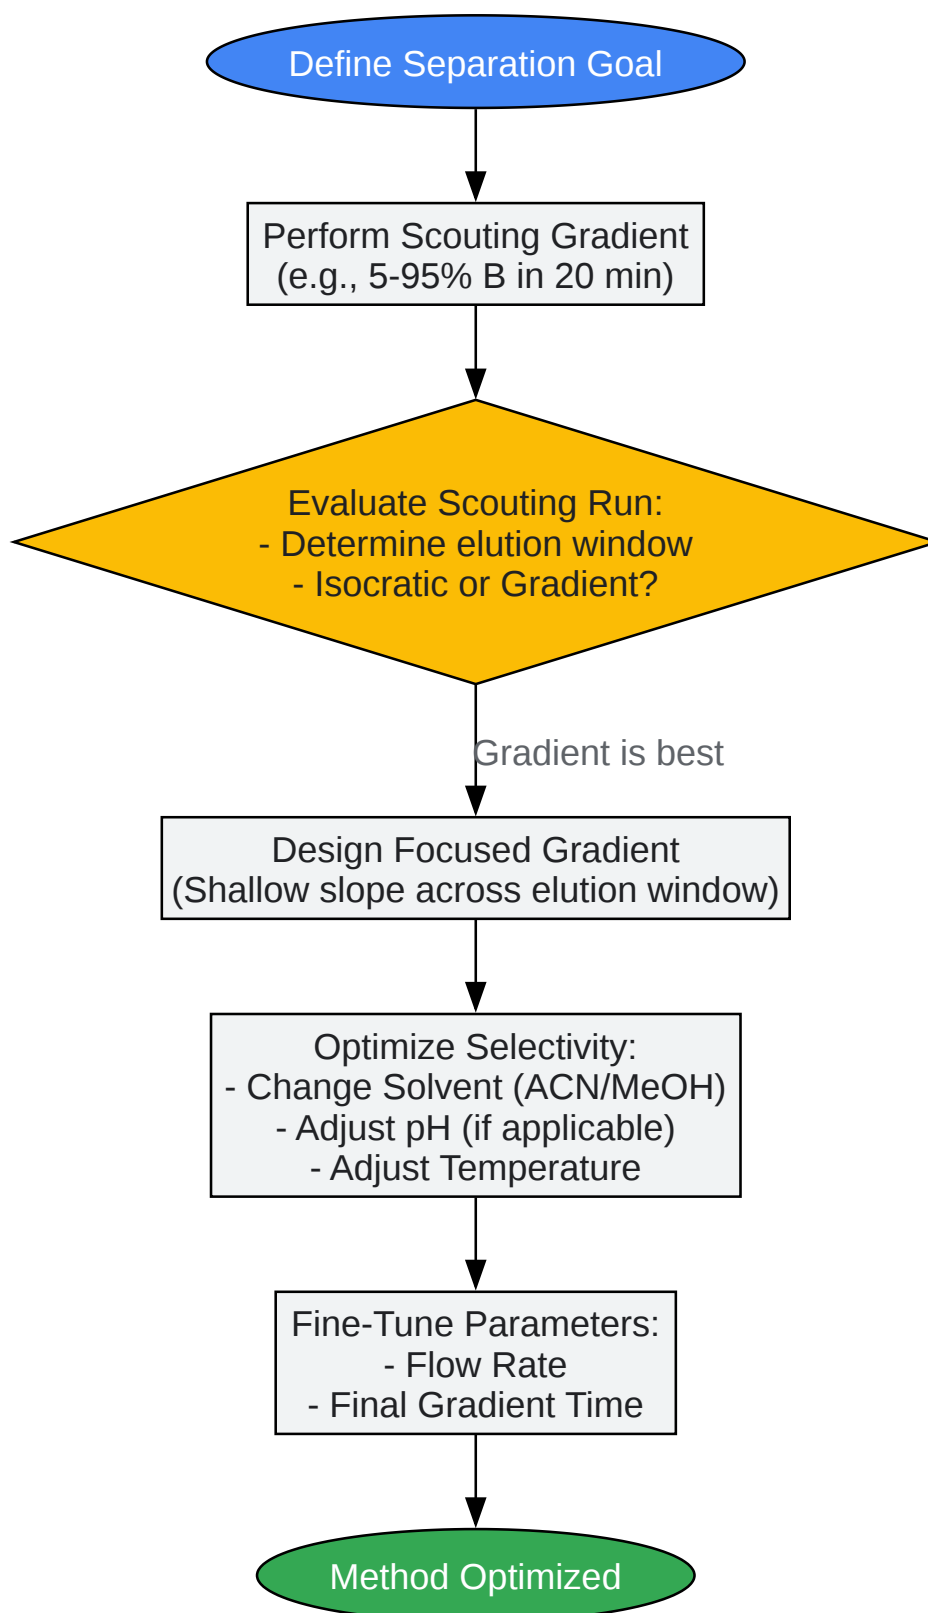 Define Separation Goal
Perform Scouting Gradient
(e.g., 5-95% B in 20 min)
Evaluate Scouting Run:
- Determine elution window
- Isocratic or Gradient?
Gradient is best
Design Focused Gradient
(Shallow slope across elution window)
Optimize Selectivity:
- Change Solvent (ACN/MeOH)
- Adjust pH (if applicable)
- Adjust Temperature
Fine-Tune Parameters:
- Flow Rate
- Final Gradient Time
Method Optimized